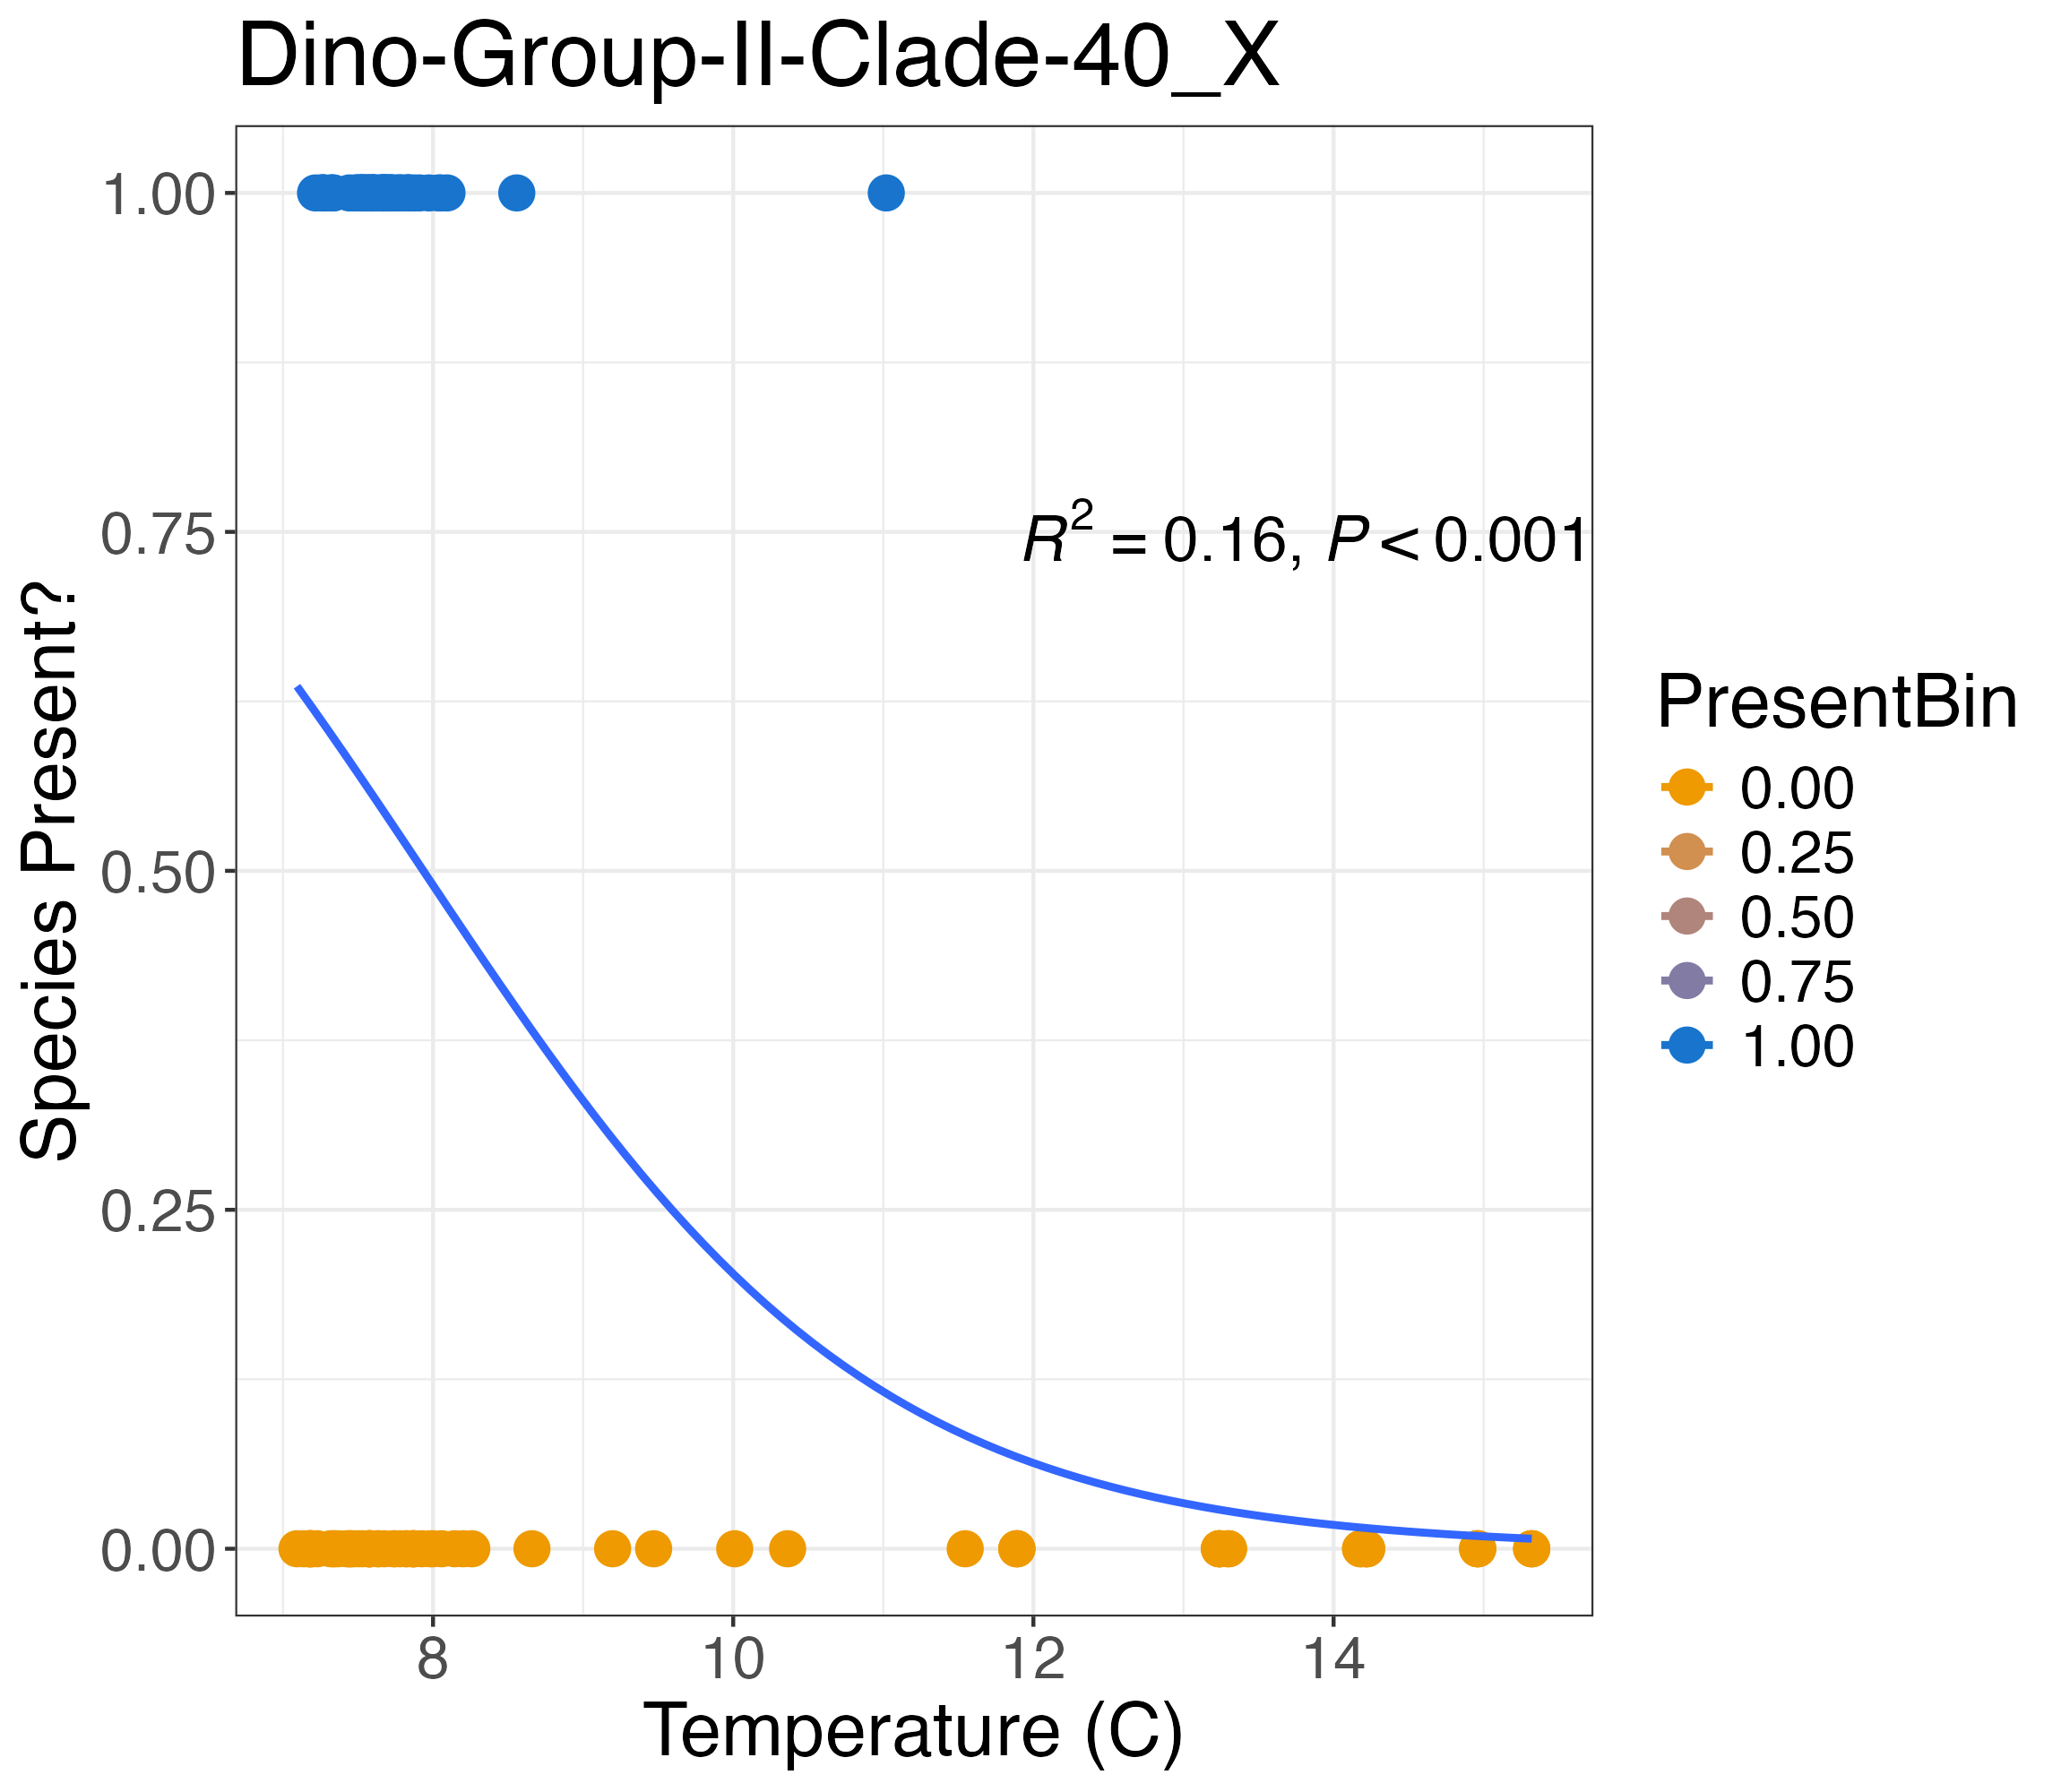 Dino-Group-II-Clade-40_X
1.00
0.75
0.50
0.25
0.00
Species Present?
R² = 0.16, P < 0.001
8 10 12 14
Temperature (C)
PresentBin
0.00
0.25
0.50
0.75
1.00